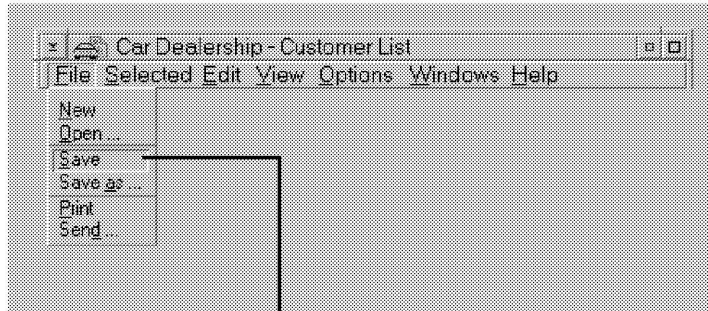 Car Dealership - Customer List
File Selected Edit View Options Windows Help
New
Open ...
Save
Save as ...
Print
Send ...